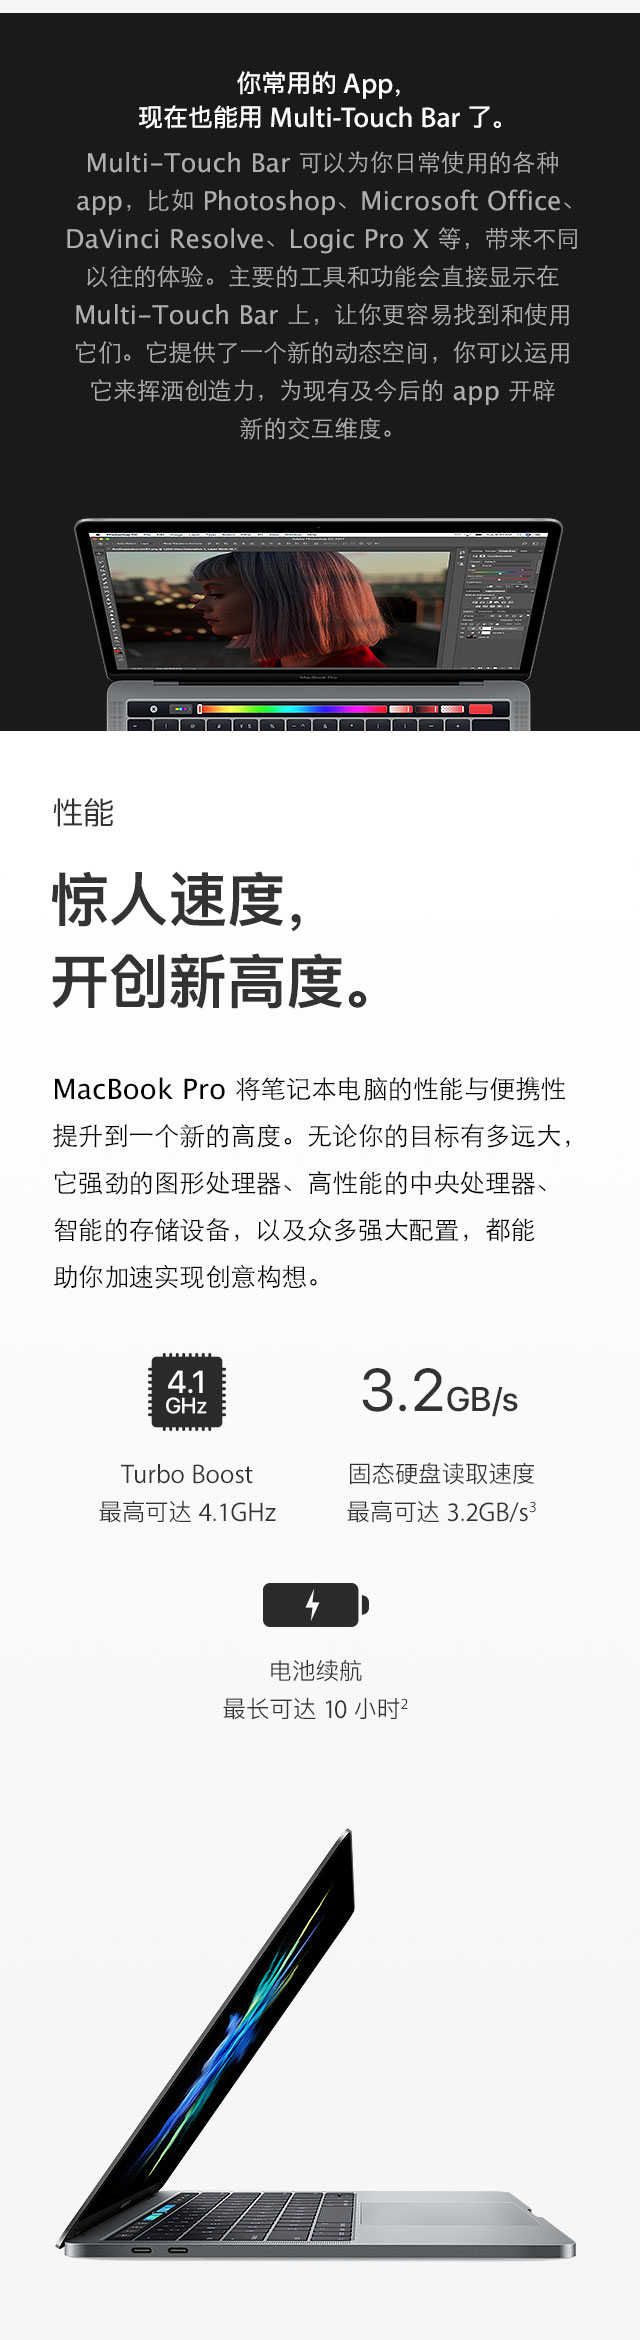 你常用的 App，
现在也能用 Multi-Touch Bar 了。
Multi-Touch Bar 可以为你日常使用的各种
app，比如 Photoshop、Microsoft Office、
DaVinci Resolve、Logic Pro X 等，带来不同
以往的体验。主要的工具和功能会直接显示在
Multi-Touch Bar 上，让你更容易找到和使用
它们。它提供了一个新的动态空间，你可以运用
它来挥洒创造力，为现有及今后的 app 开辟
新的交互维度。
MacBook Pro
性能
惊人速度，
开创新高度。
MacBook Pro 将笔记本电脑的性能与便携性
提升到一个新的高度。无论你的目标有多远大，
它强劲的图形处理器、高性能的中央处理器、
智能的存储设备，以及众多强大配置，都能
助你加速实现创意构想。
4.1
GHz
3.2GB/s
Turbo Boost
最高可达 4.1GHz
固态硬盘读取速度
最高可达 3.2GB/s³
电池续航
最长可达 10 小时²